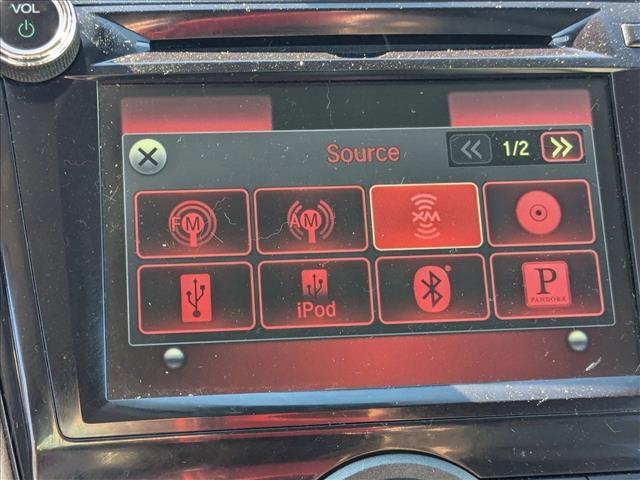 VOL
Source
1/2
FM
AM
XM
iPod
P
PANDORA